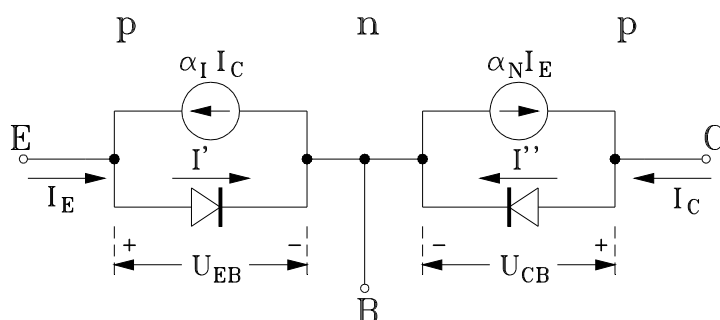 p n p
α_I I_C α_N I_E
E I' I'' C
I_E I_C
+ − − +
U_EB U_CB
B